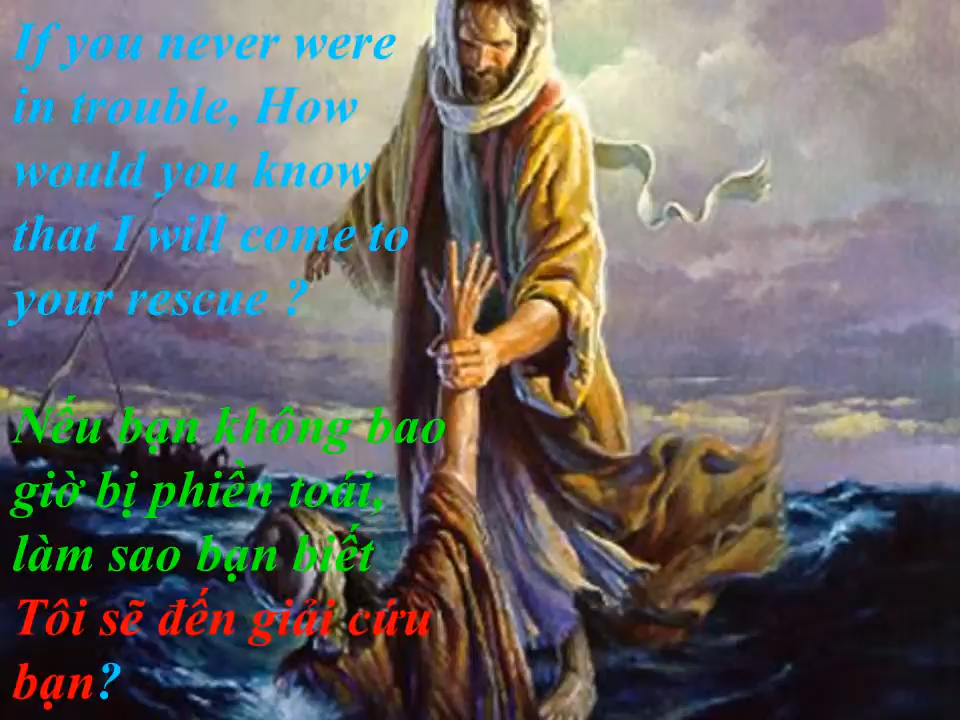 If you never were
in trouble, How
would you know
that I will come to
your rescue ?
Nếu bạn không bao
giờ bị phiền toái,
làm sao bạn biết
Tôi sẽ đến giải cứu
bạn?